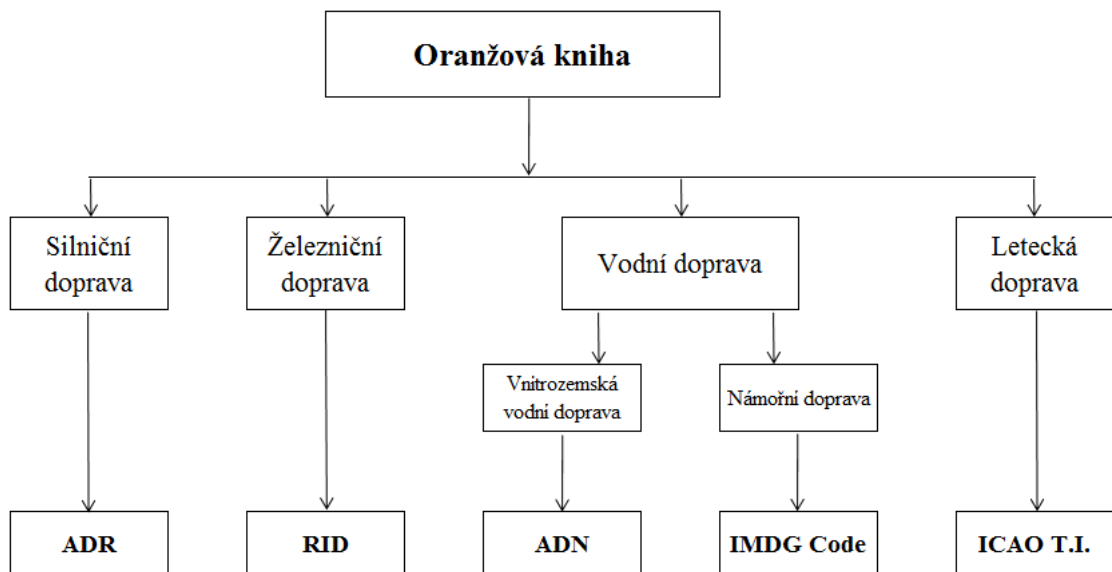 Oranžová kniha
Silniční
doprava
Železniční
doprava
Vodní doprava
Letecká
doprava
Vnitrozemská
vodní doprava
Námořní doprava
ADR
RID
ADN
IMDG Code
ICAO T.I.